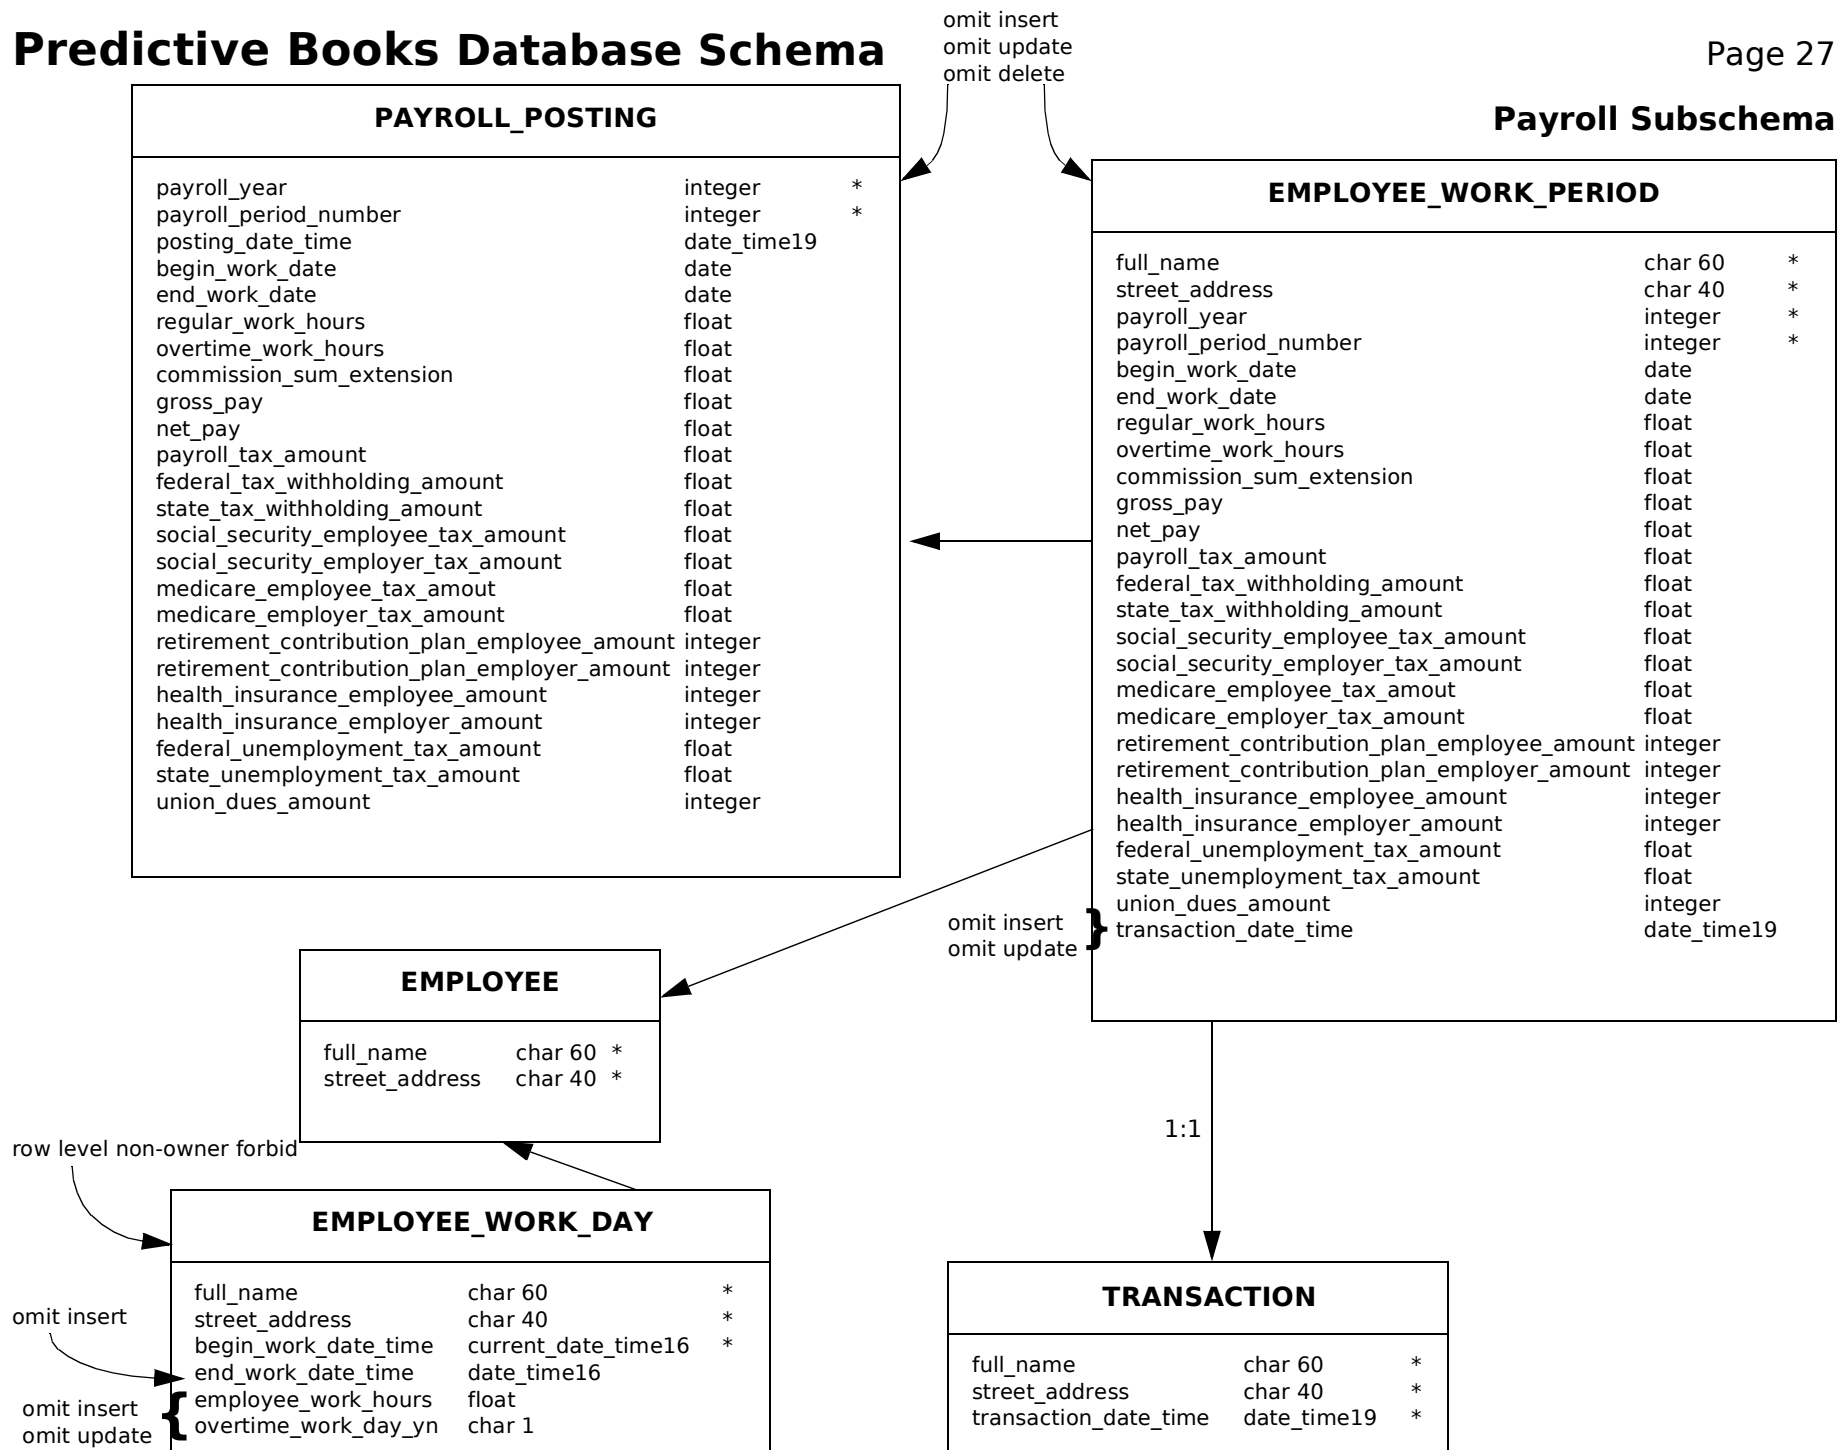 Predictive Books Database Schema
Page 27
Payroll Subschema
omit insert
omit update
omit delete
PAYROLL_POSTING
payroll_year integer *
payroll_period_number integer *
posting_date_time date_time19
begin_work_date date
end_work_date date
regular_work_hours float
overtime_work_hours float
commission_sum_extension float
gross_pay float
net_pay float
payroll_tax_amount float
federal_tax_withholding_amount float
state_tax_withholding_amount float
social_security_employee_tax_amount float
social_security_employer_tax_amount float
medicare_employee_tax_amout float
medicare_employer_tax_amount float
retirement_contribution_plan_employee_amount integer
retirement_contribution_plan_employer_amount integer
health_insurance_employee_amount integer
health_insurance_employer_amount integer
federal_unemployment_tax_amount float
state_unemployment_tax_amount float
union_dues_amount integer
EMPLOYEE_WORK_PERIOD
full_name char 60 *
street_address char 40 *
payroll_year integer *
payroll_period_number integer *
begin_work_date date
end_work_date date
regular_work_hours float
overtime_work_hours float
commission_sum_extension float
gross_pay float
net_pay float
payroll_tax_amount float
federal_tax_withholding_amount float
state_tax_withholding_amount float
social_security_employee_tax_amount float
social_security_employer_tax_amount float
medicare_employee_tax_amout float
medicare_employer_tax_amount float
retirement_contribution_plan_employee_amount integer
retirement_contribution_plan_employer_amount integer
health_insurance_employee_amount integer
health_insurance_employer_amount integer
federal_unemployment_tax_amount float
state_unemployment_tax_amount float
union_dues_amount integer
transaction_date_time date_time19
omit insert
omit update
}
EMPLOYEE
full_name char 60 *
street_address char 40 *
1:1
row level non-owner forbid
EMPLOYEE_WORK_DAY
full_name char 60 *
street_address char 40 *
begin_work_date_time current_date_time16 *
end_work_date_time date_time16
employee_work_hours float
overtime_work_day_yn char 1
omit insert
omit insert
omit update
{
TRANSACTION
full_name char 60 *
street_address char 40 *
transaction_date_time date_time19 *